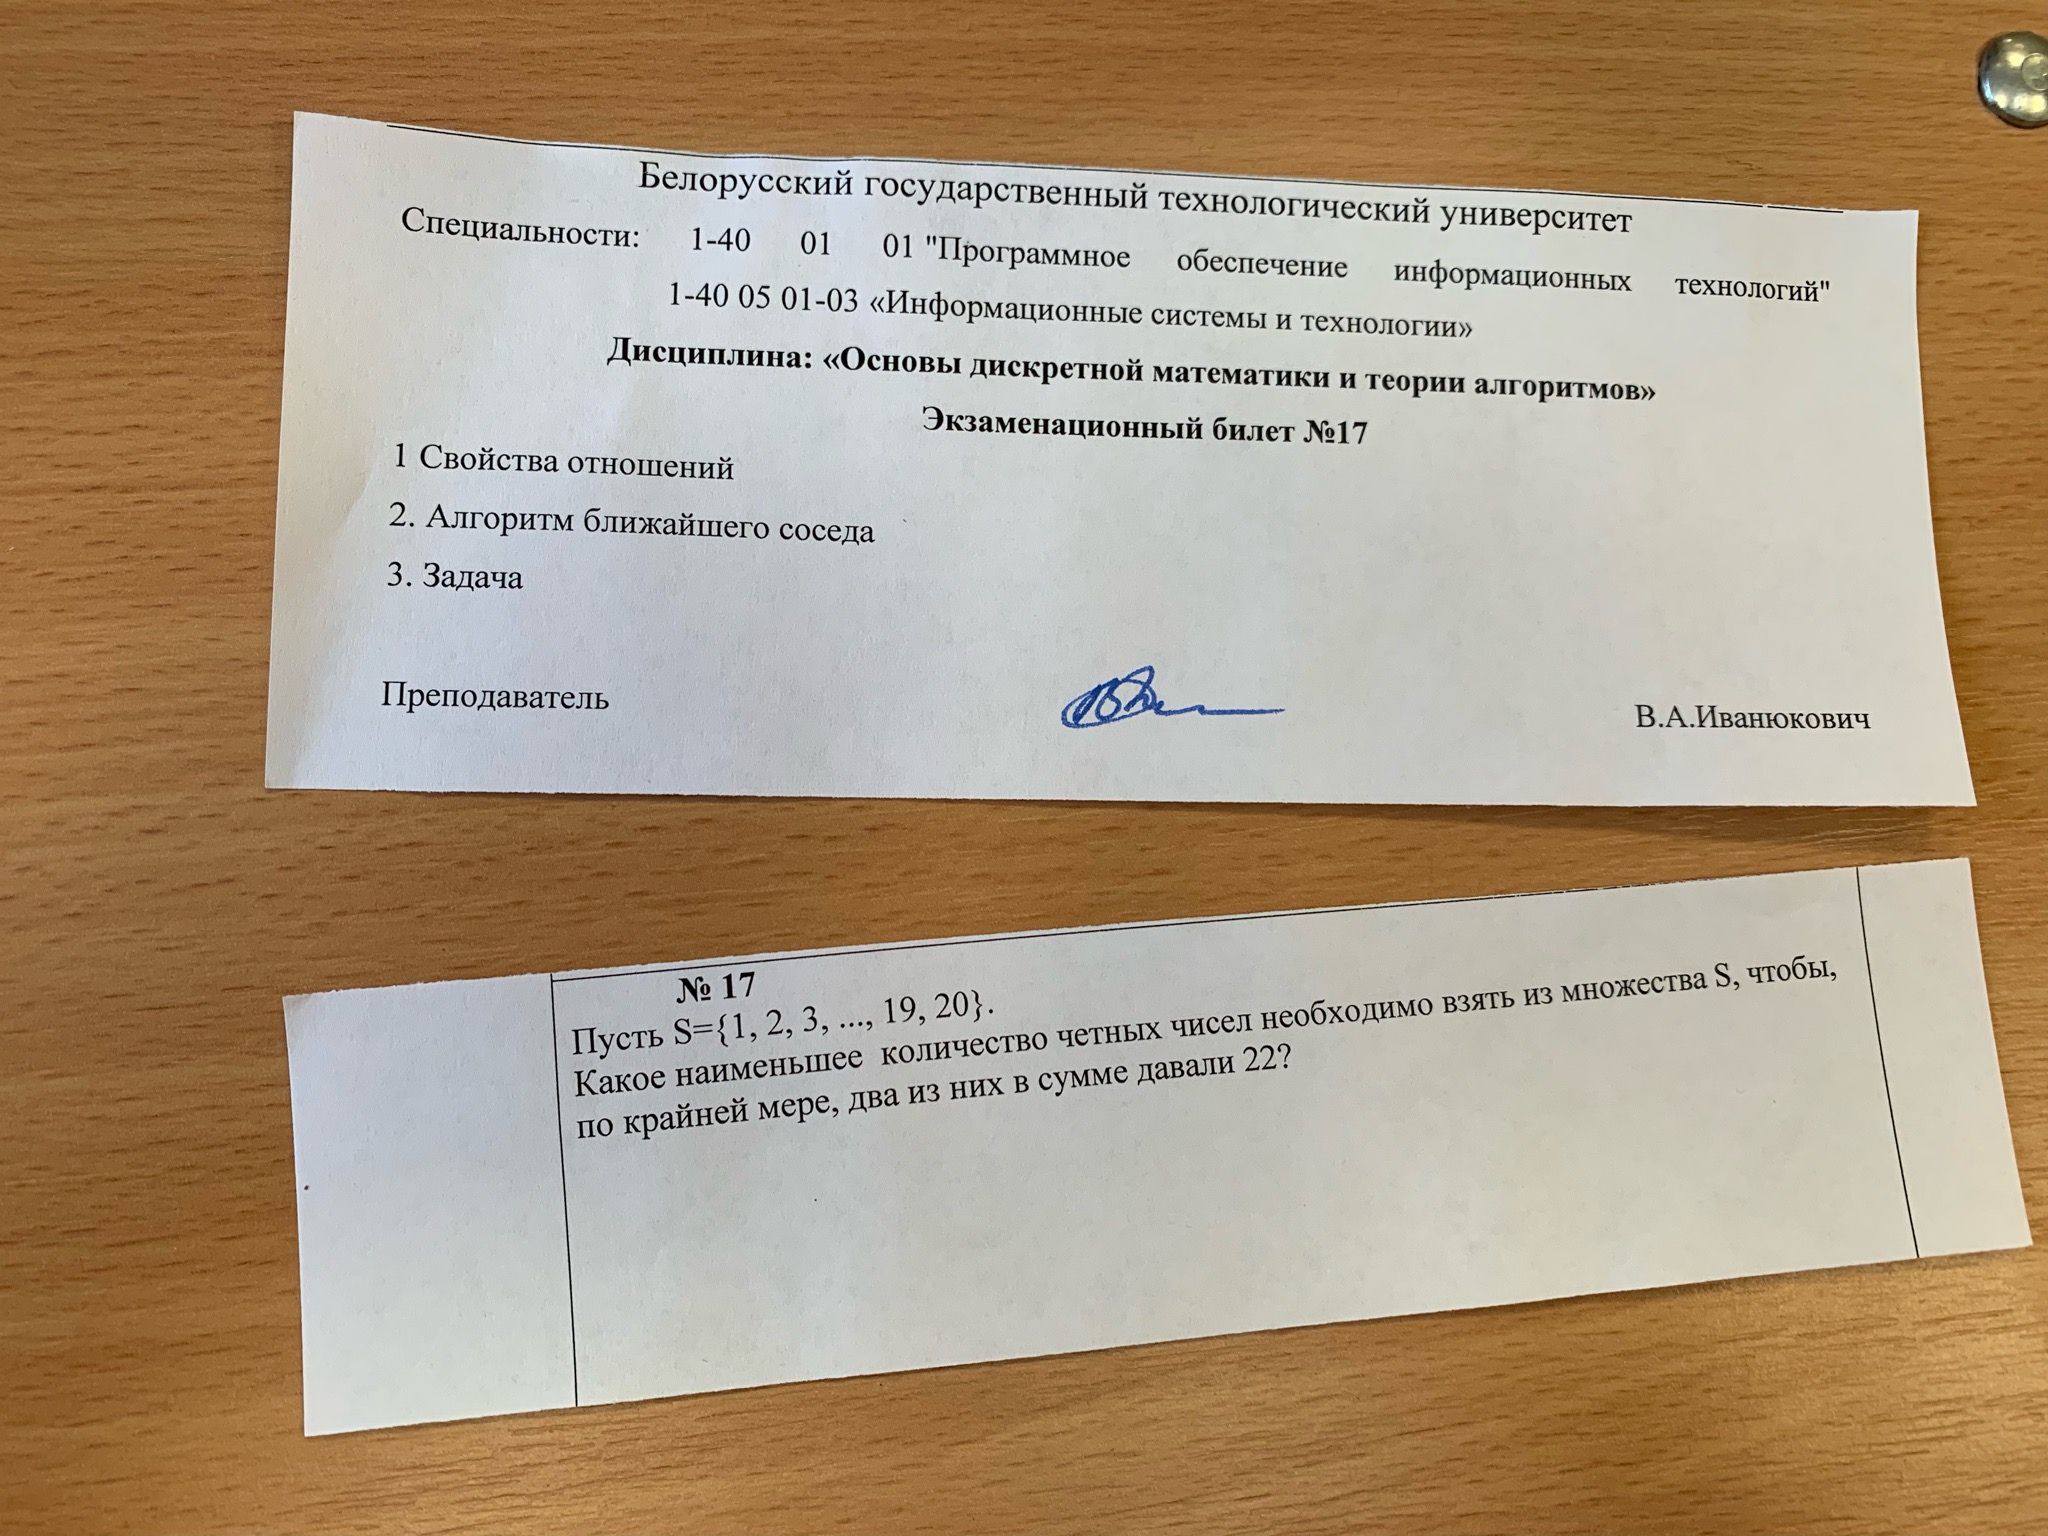 Белорусский государственный технологический университет
Специальности: 1-40 01 01 "Программное обеспечение информационных технологий"
1-40 05 01-03 «Информационные системы и технологии»
Дисциплина: «Основы дискретной математики и теории алгоритмов»
Экзаменационный билет №17
1 Свойства отношений
2. Алгоритм ближайшего соседа
3. Задача
Преподаватель В.А.Иванюкович
№ 17
Пусть S={1, 2, 3, ..., 19, 20}.
Какое наименьшее количество четных чисел необходимо взять из множества S, чтобы,
по крайней мере, два из них в сумме давали 22?